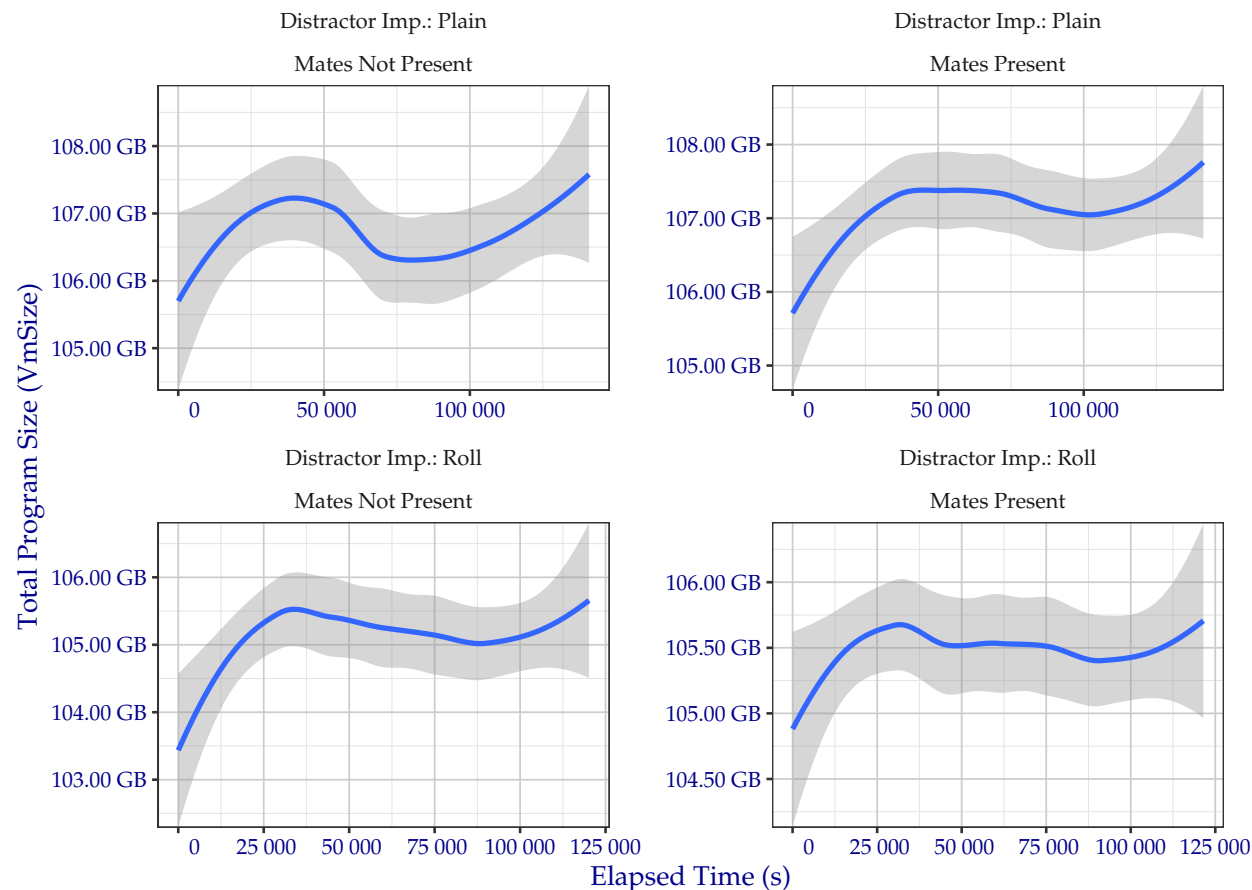 Distractor Imp.: Plain
Mates Not Present
108.00 GB
107.00 GB
106.00 GB
105.00 GB
0 50 000 100 000
Distractor Imp.: Plain
Mates Present
108.00 GB
107.00 GB
106.00 GB
105.00 GB
0 50 000 100 000
Distractor Imp.: Roll
Mates Not Present
106.00 GB
105.00 GB
104.00 GB
103.00 GB
0 25 000 50 000 75 000 100 000 125 000
Distractor Imp.: Roll
Mates Present
106.00 GB
105.50 GB
105.00 GB
104.50 GB
0 25 000 50 000 75 000 100 000 125 000
Total Program Size (VmSize)
Elapsed Time (s)